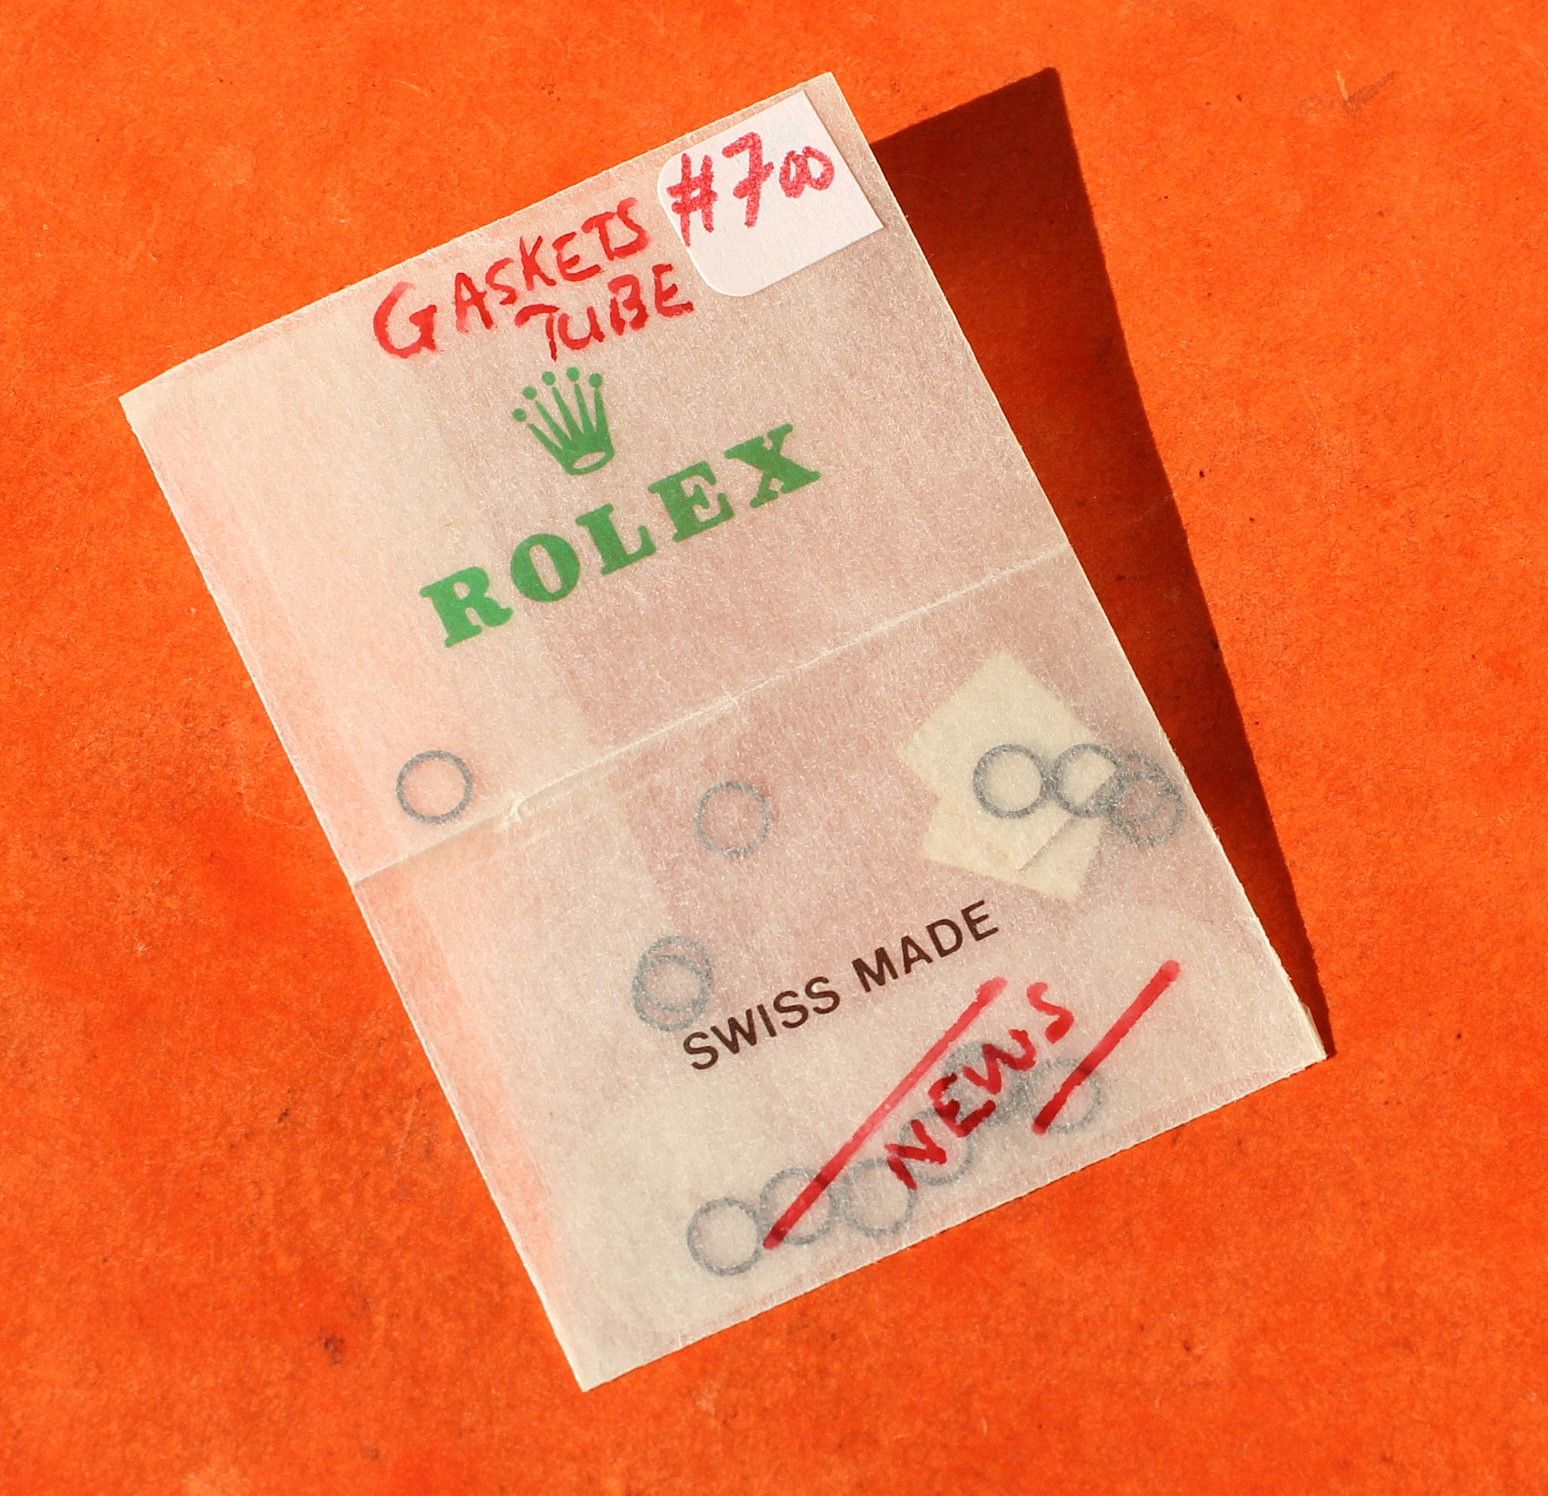 #700
GASKETS
TUBE
ROLEX
SWISS MADE
NEWS